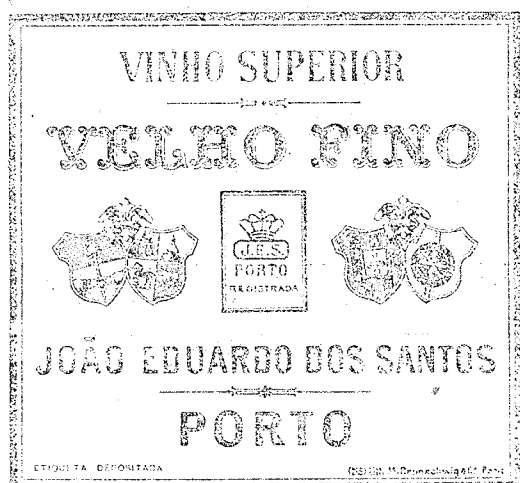 VINHO SUPERIOR
VELHO FINO
J.E.S
PORTO
REGISTRADA
JOÃO EDUARDO DOS SANTOS
PORTO
ETIQUETA DEPOSITADA